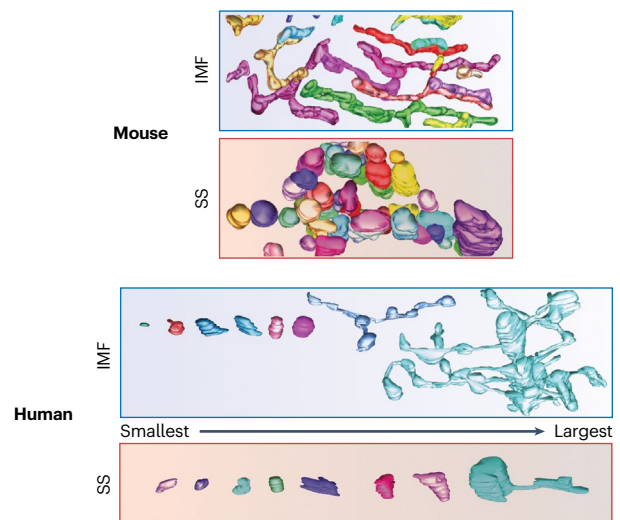 IMF
Mouse
SS
IMF
Human
Smallest
Largest
SS